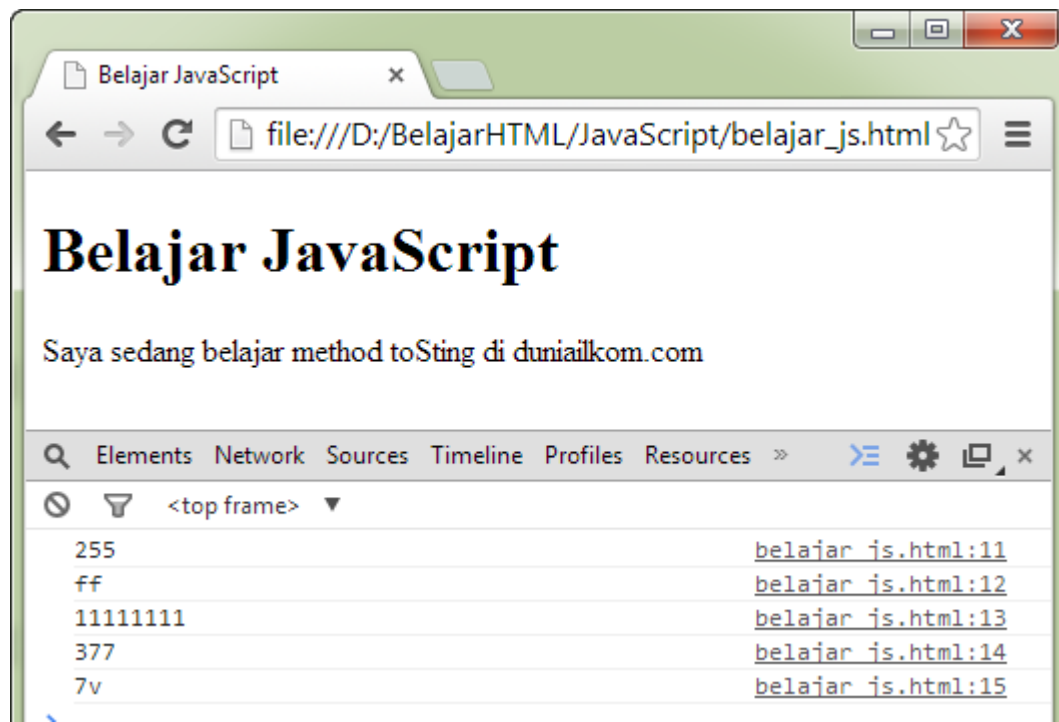 Belajar JavaScript
file:///D:/BelajarHTML/JavaScript/belajar_js.html
Belajar JavaScript
Saya sedang belajar method toSting di duniailkom.com
Elements Network Sources Timeline Profiles Resources »
<top frame> ▼
255 belajar_js.html:11
ff belajar_js.html:12
11111111 belajar_js.html:13
377 belajar_js.html:14
7v belajar_js.html:15